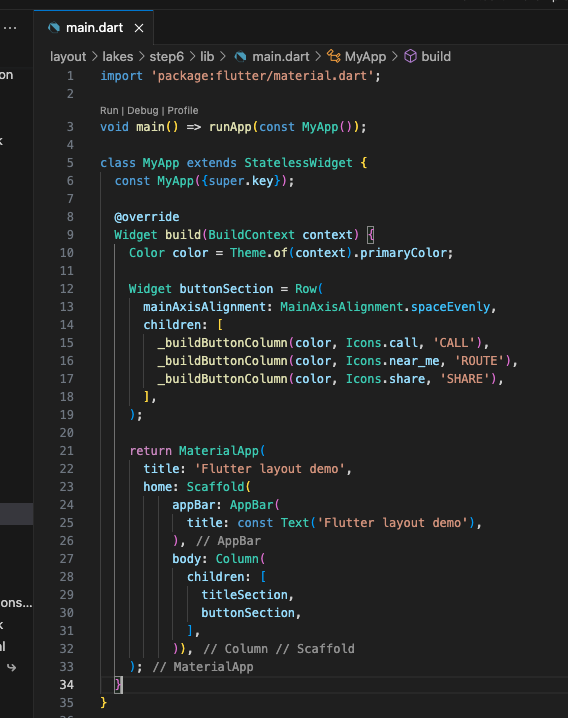 main.dart
layout > lakes > step6 > lib > main.dart > MyApp > build
on
1 import 'package:flutter/material.dart';
2
Run | Debug | Profile
3 void main() => runApp(const MyApp());
4
5 class MyApp extends StatelessWidget {
6 const MyApp({super.key});
7
8 @override
9 Widget build(BuildContext context) {
10 Color color = Theme.of(context).primaryColor;
11
12 Widget buttonSection = Row(
13 mainAxisAlignment: MainAxisAlignment.spaceEvenly,
14 children: [
15 _buildButtonColumn(color, Icons.call, 'CALL'),
16 _buildButtonColumn(color, Icons.near_me, 'ROUTE'),
17 _buildButtonColumn(color, Icons.share, 'SHARE'),
18 ],
19 );
20
21 return MaterialApp(
22 title: 'Flutter layout demo',
23 home: Scaffold(
24 appBar: AppBar(
25 title: const Text('Flutter layout demo'),
26 ), // AppBar
27 body: Column(
28 children: [
29 titleSection,
30 buttonSection,
31 ],
32 )), // Column // Scaffold
33 ); // MaterialApp
34 }
35 }
ons...